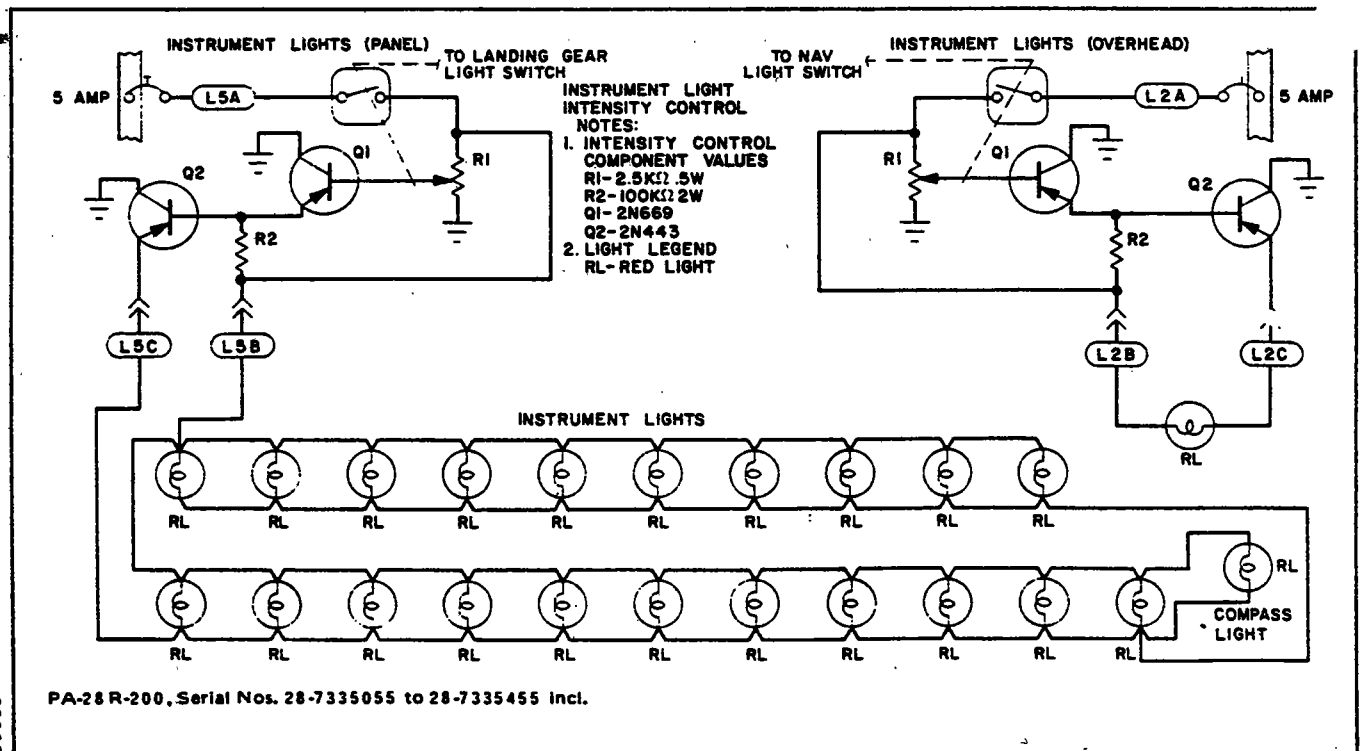 INSTRUMENT LIGHTS (PANEL)
TO LANDING GEAR
LIGHT SWITCH
5 AMP
L5A
Q1
R1
Q2
R2
L5C
L5B
INSTRUMENT LIGHT
INTENSITY CONTROL
NOTES:
1. INTENSITY CONTROL
COMPONENT VALUES
R1-2.5KΩ .5W
R2-100KΩ 2W
Q1-2N669
Q2-2N443
2. LIGHT LEGEND
RL-RED LIGHT
INSTRUMENT LIGHTS (OVERHEAD)
TO NAV
LIGHT SWITCH
L2A
5 AMP
R1
Q1
Q2
R2
L2B
L2C
RL
INSTRUMENT LIGHTS
RL RL RL RL RL RL RL RL RL RL
RL
COMPASS
LIGHT
RL RL RL RL RL RL RL RL RL RL RL
PA-28R-200, Serial Nos. 28-7335055 to 28-7335455 incl.